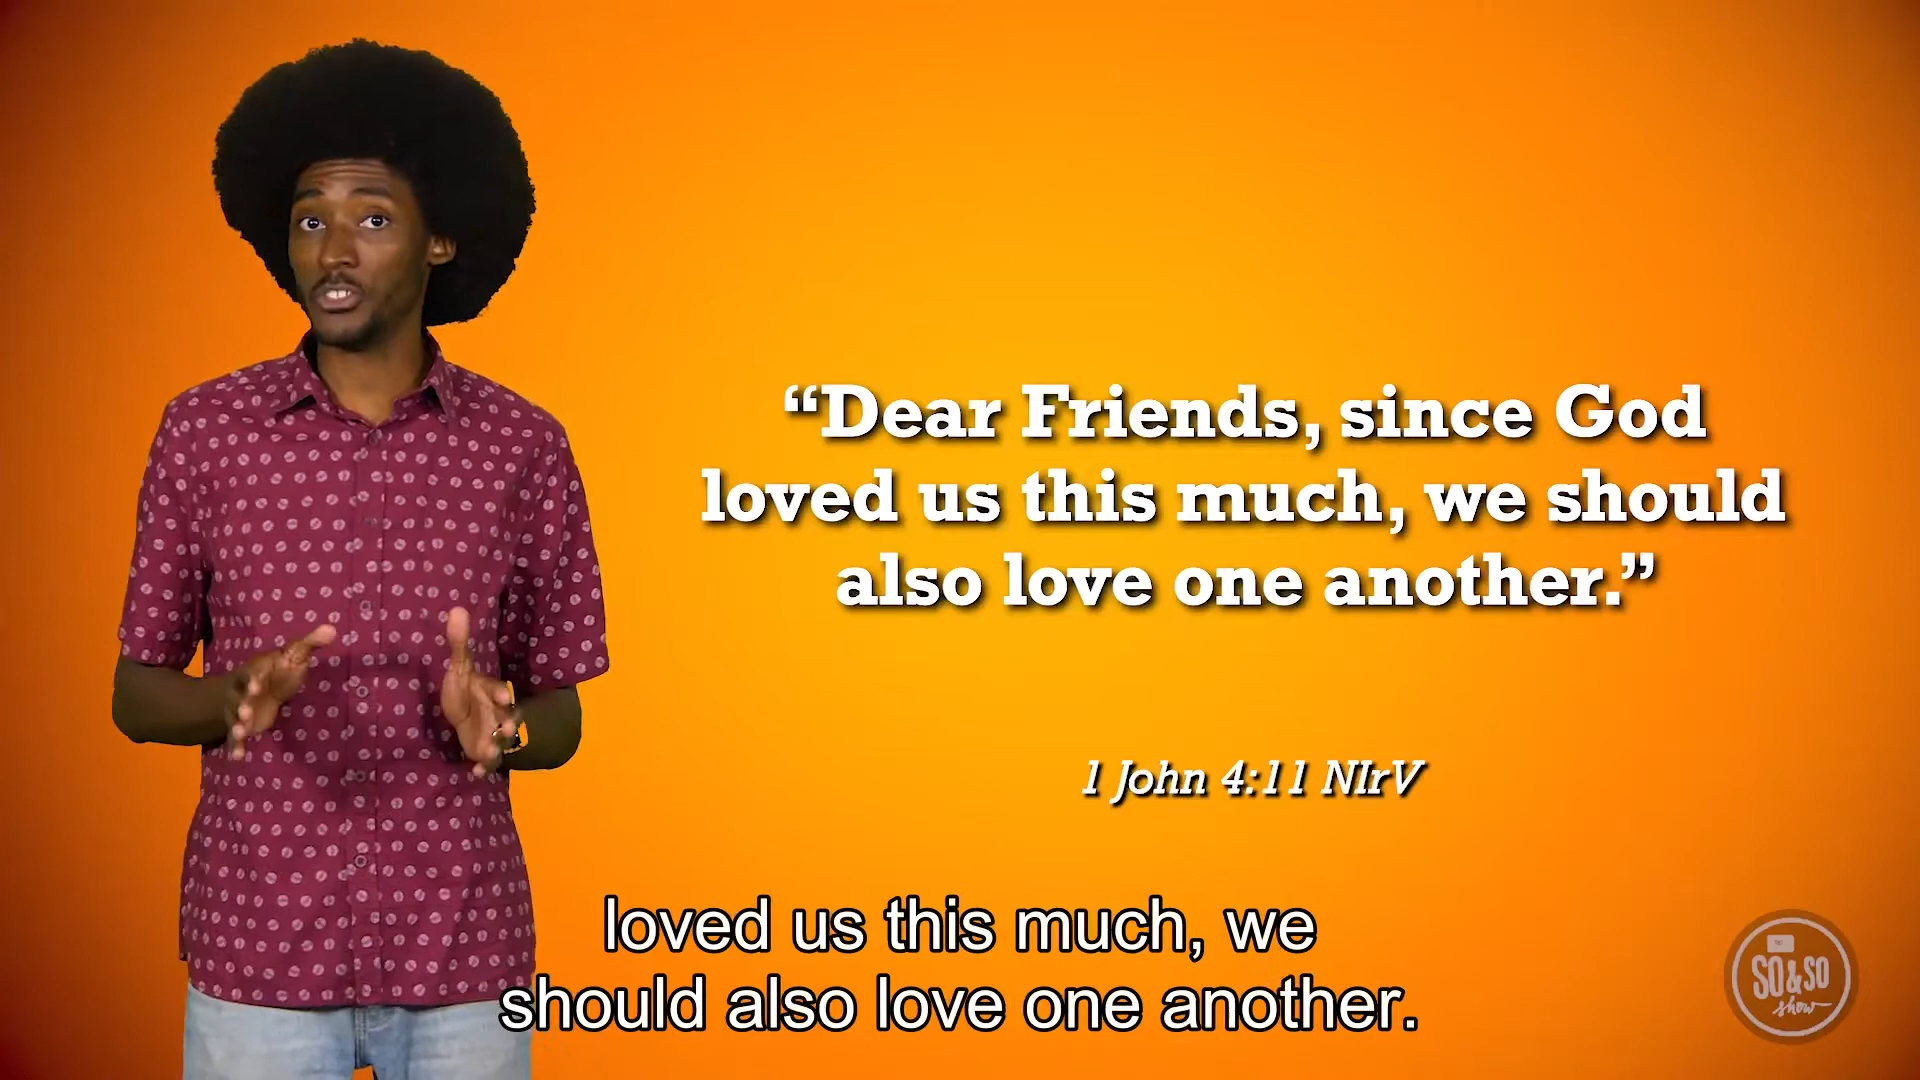 “Dear Friends, since God
loved us this much, we should
also love one another.”
1 John 4:11 NIrV
loved us this much, we
should also love one another.
SO&SO
show